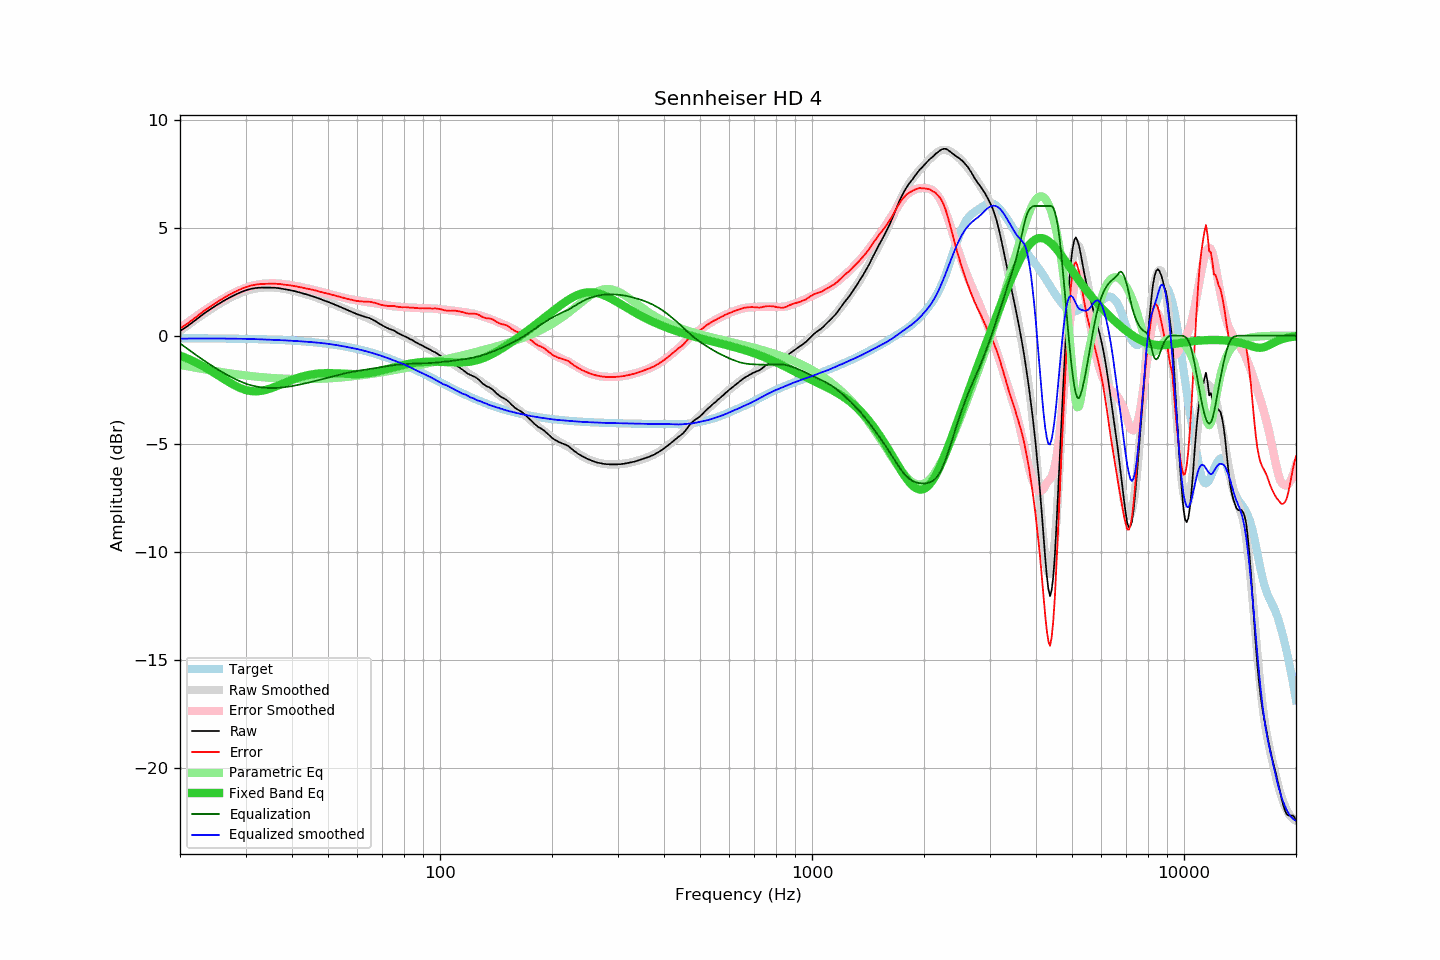 Sennheiser HD 4
10
5
0
−5
−10
−15
−20
Amplitude (dBr)
Target
Raw Smoothed
Error Smoothed
Raw
Error
Parametric Eq
Fixed Band Eq
Equalization
Equalized smoothed
100
1000
10000
Frequency (Hz)